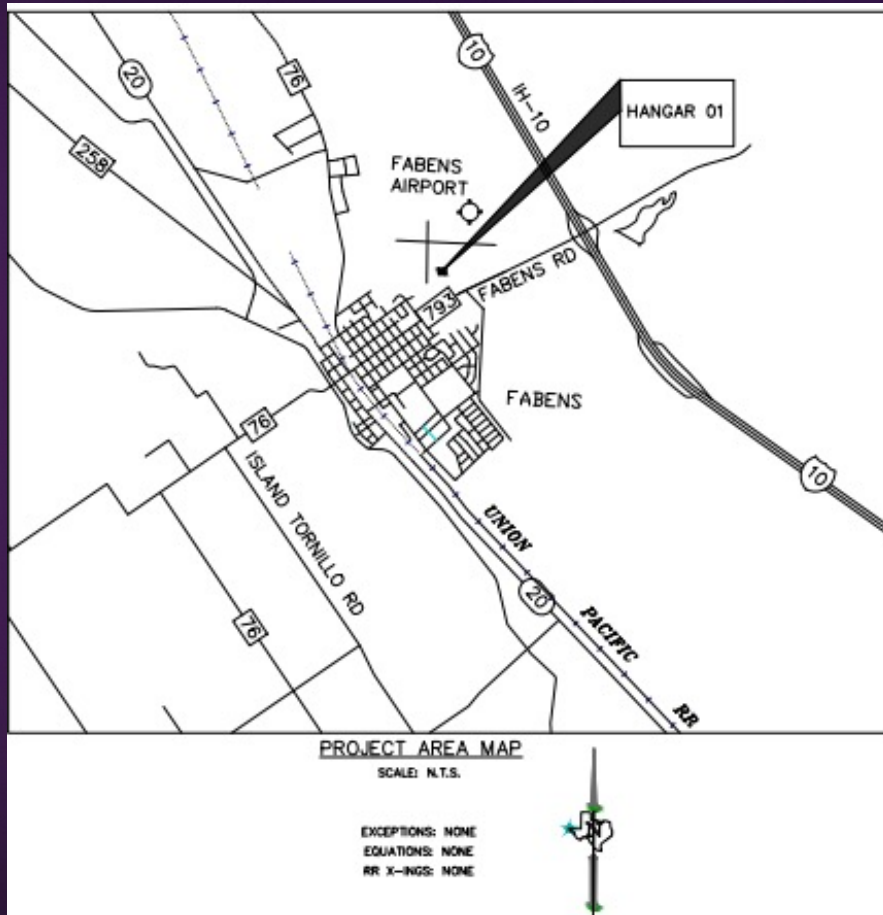 10
20
76
IH-10
HANGAR 01
258
FABENS
AIRPORT
FABENS RD
793
FABENS
76
ISLAND TORNILLO RD
10
UNION
20
76
PACIFIC
RR
PROJECT AREA MAP
SCALE: N.T.S.
EXCEPTIONS: NONE
EQUATIONS: NONE
RR X-INGS: NONE
N